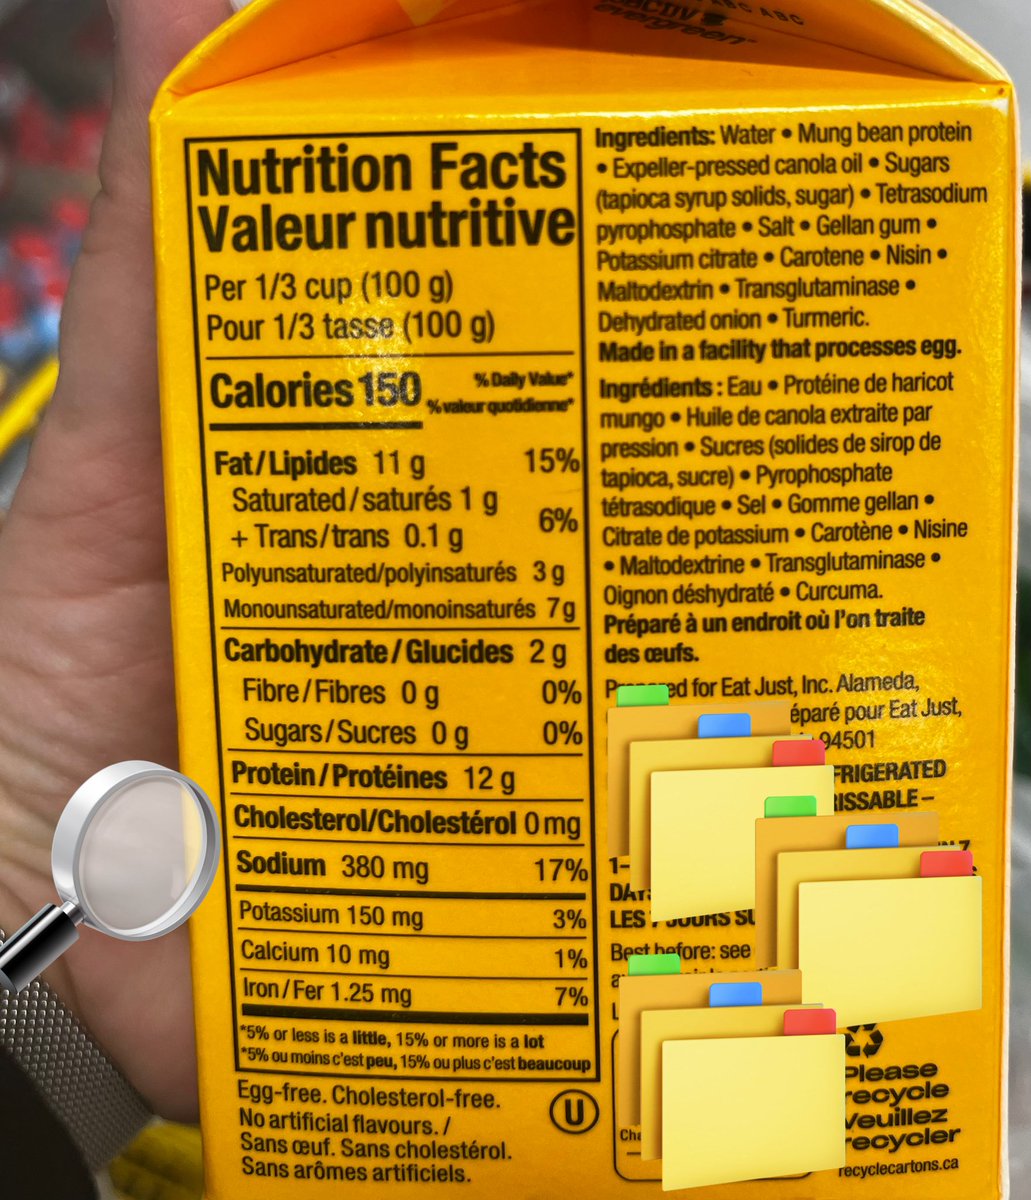 evergreen
Nutrition Facts
Valeur nutritive
Per 1/3 cup (100 g)
Pour 1/3 tasse (100 g)
Calories 150
% Daily Value*
% valeur quotidienne*
Fat / Lipides 11 g 15%
Saturated / saturés 1 g
+ Trans / trans 0.1 g
6%
Polyunsaturated/polyinsaturés 3 g
Monounsaturated/monoinsaturés 7 g
Carbohydrate / Glucides 2 g
Fibre / Fibres 0 g 0%
Sugars / Sucres 0 g 0%
Protein / Protéines 12 g
Cholesterol/Cholestérol 0 mg
Sodium 380 mg 17%
Potassium 150 mg 3%
Calcium 10 mg 1%
Iron / Fer 1.25 mg 7%
*5% or less is a little, 15% or more is a lot
*5% ou moins c'est peu, 15% ou plus c'est beaucoup
Egg-free. Cholesterol-free.
No artificial flavours. /
Sans œuf. Sans cholestérol.
Sans arômes artificiels.
U
Ingredients: Water • Mung bean protein
• Expeller-pressed canola oil • Sugars
(tapioca syrup solids, sugar) • Tetrasodium
pyrophosphate • Salt • Gellan gum •
Potassium citrate • Carotene • Nisin •
Maltodextrin • Transglutaminase •
Dehydrated onion • Turmeric.
Made in a facility that processes egg.
Ingrédients : Eau • Protéine de haricot
mungo • Huile de canola extraite par
pression • Sucres (solides de sirop de
tapioca, sucre) • Pyrophosphate
tétrasodique • Sel • Gomme gellan •
Citrate de potassium • Carotène • Nisine
• Maltodextrine • Transglutaminase •
Oignon déshydraté • Curcuma.
Préparé à un endroit où l'on traite
des œufs.
for Eat Just, Inc. Alameda,
pour Eat Just,
94501
LES 7 JOURS
Best before: see
Please
recycle
Veuillez
recycler
recyclecartons.ca